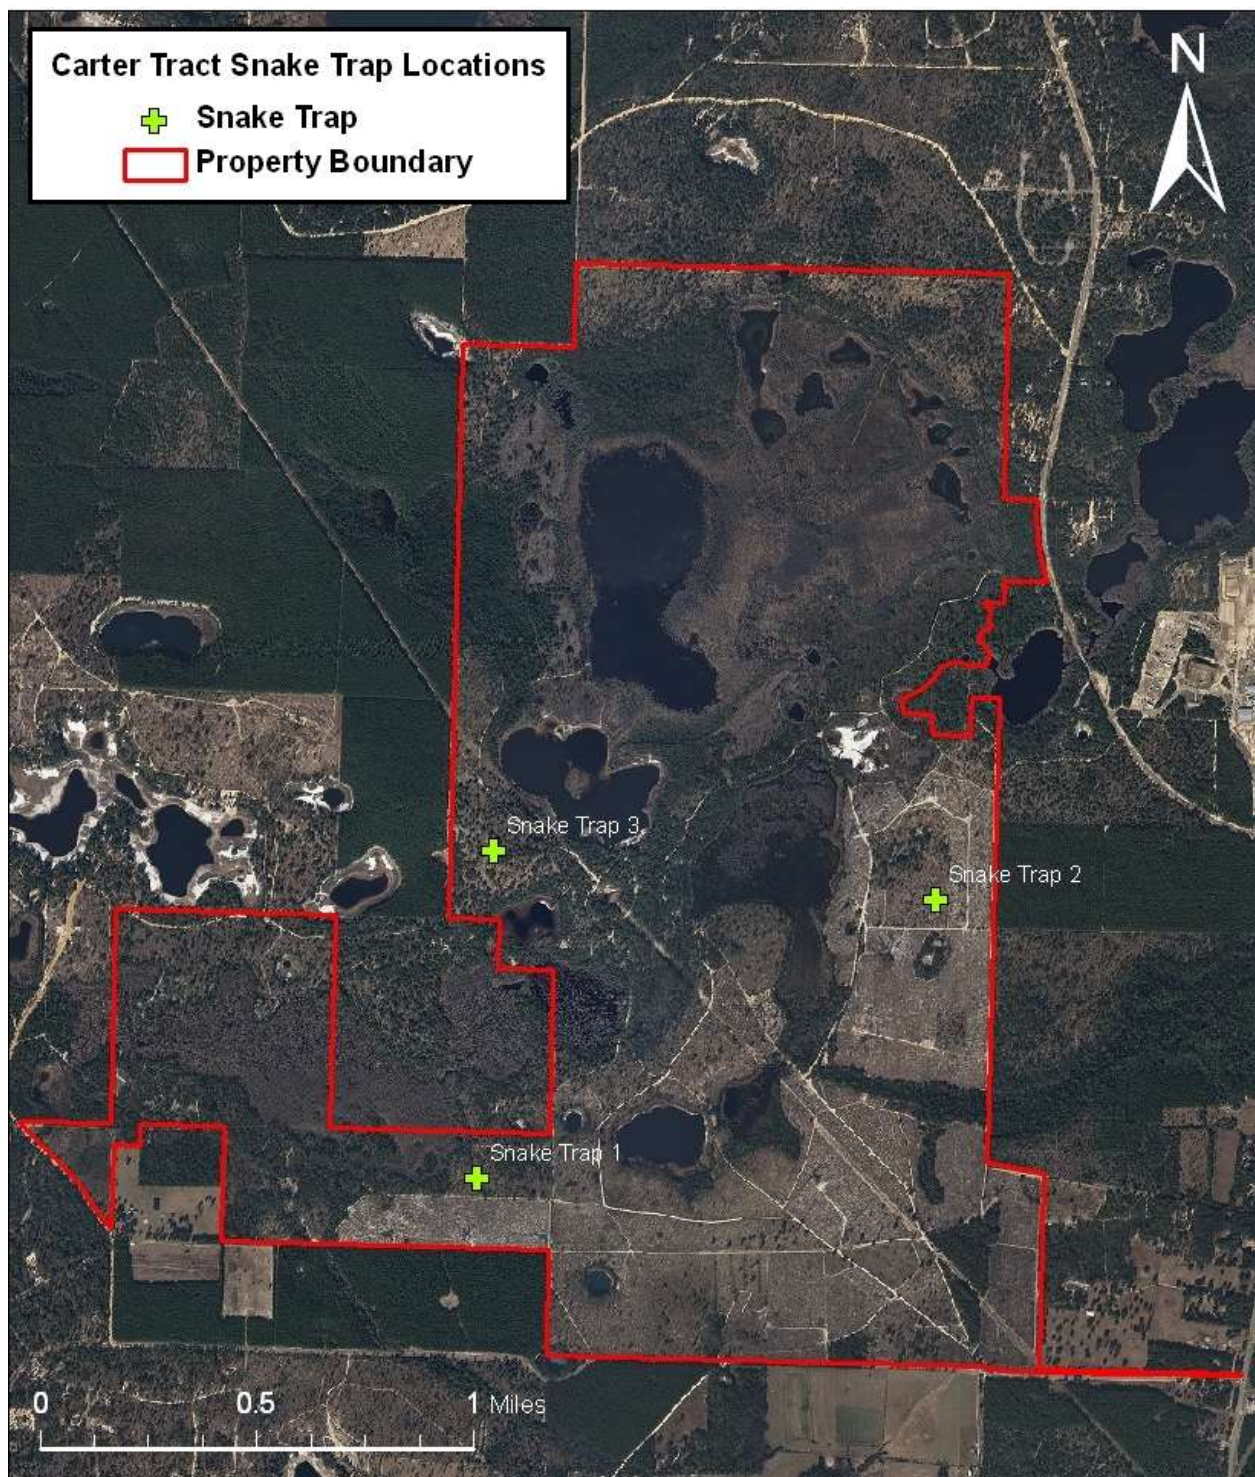 Carter Tract Snake Trap Locations
Snake Trap
Property Boundary
N
Snake Trap 3
Snake Trap 2
Snake Trap 1
0 0.5 1 Miles